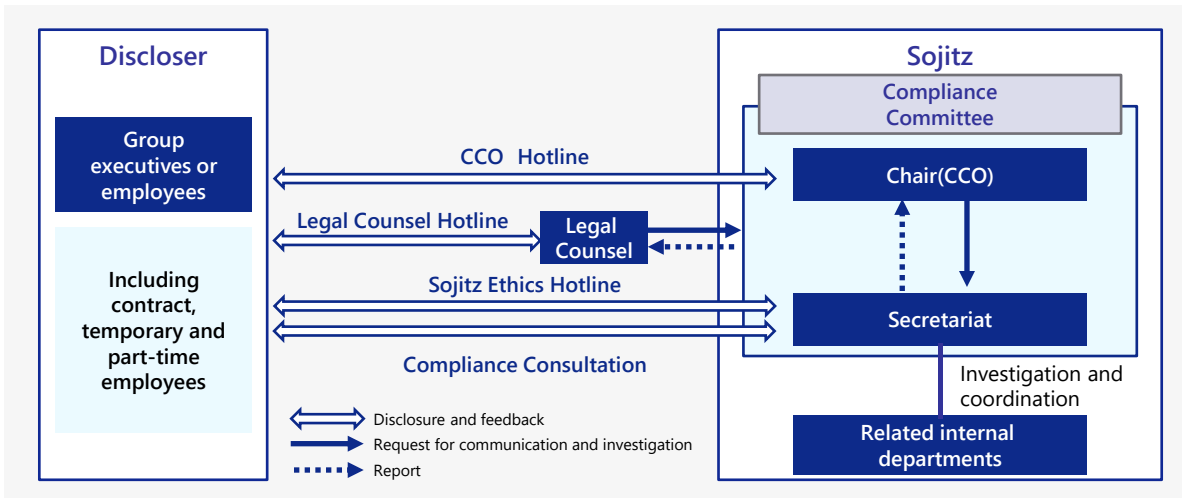 Discloser
Group
executives or
employees
Including
contract,
temporary and
part-time
employees
CCO Hotline
Legal Counsel Hotline
Legal
Counsel
Sojitz Ethics Hotline
Compliance Consultation
Disclosure and feedback
Request for communication and investigation
Report
Sojitz
Compliance
Committee
Chair(CCO)
Secretariat
Investigation and
coordination
Related internal
departments